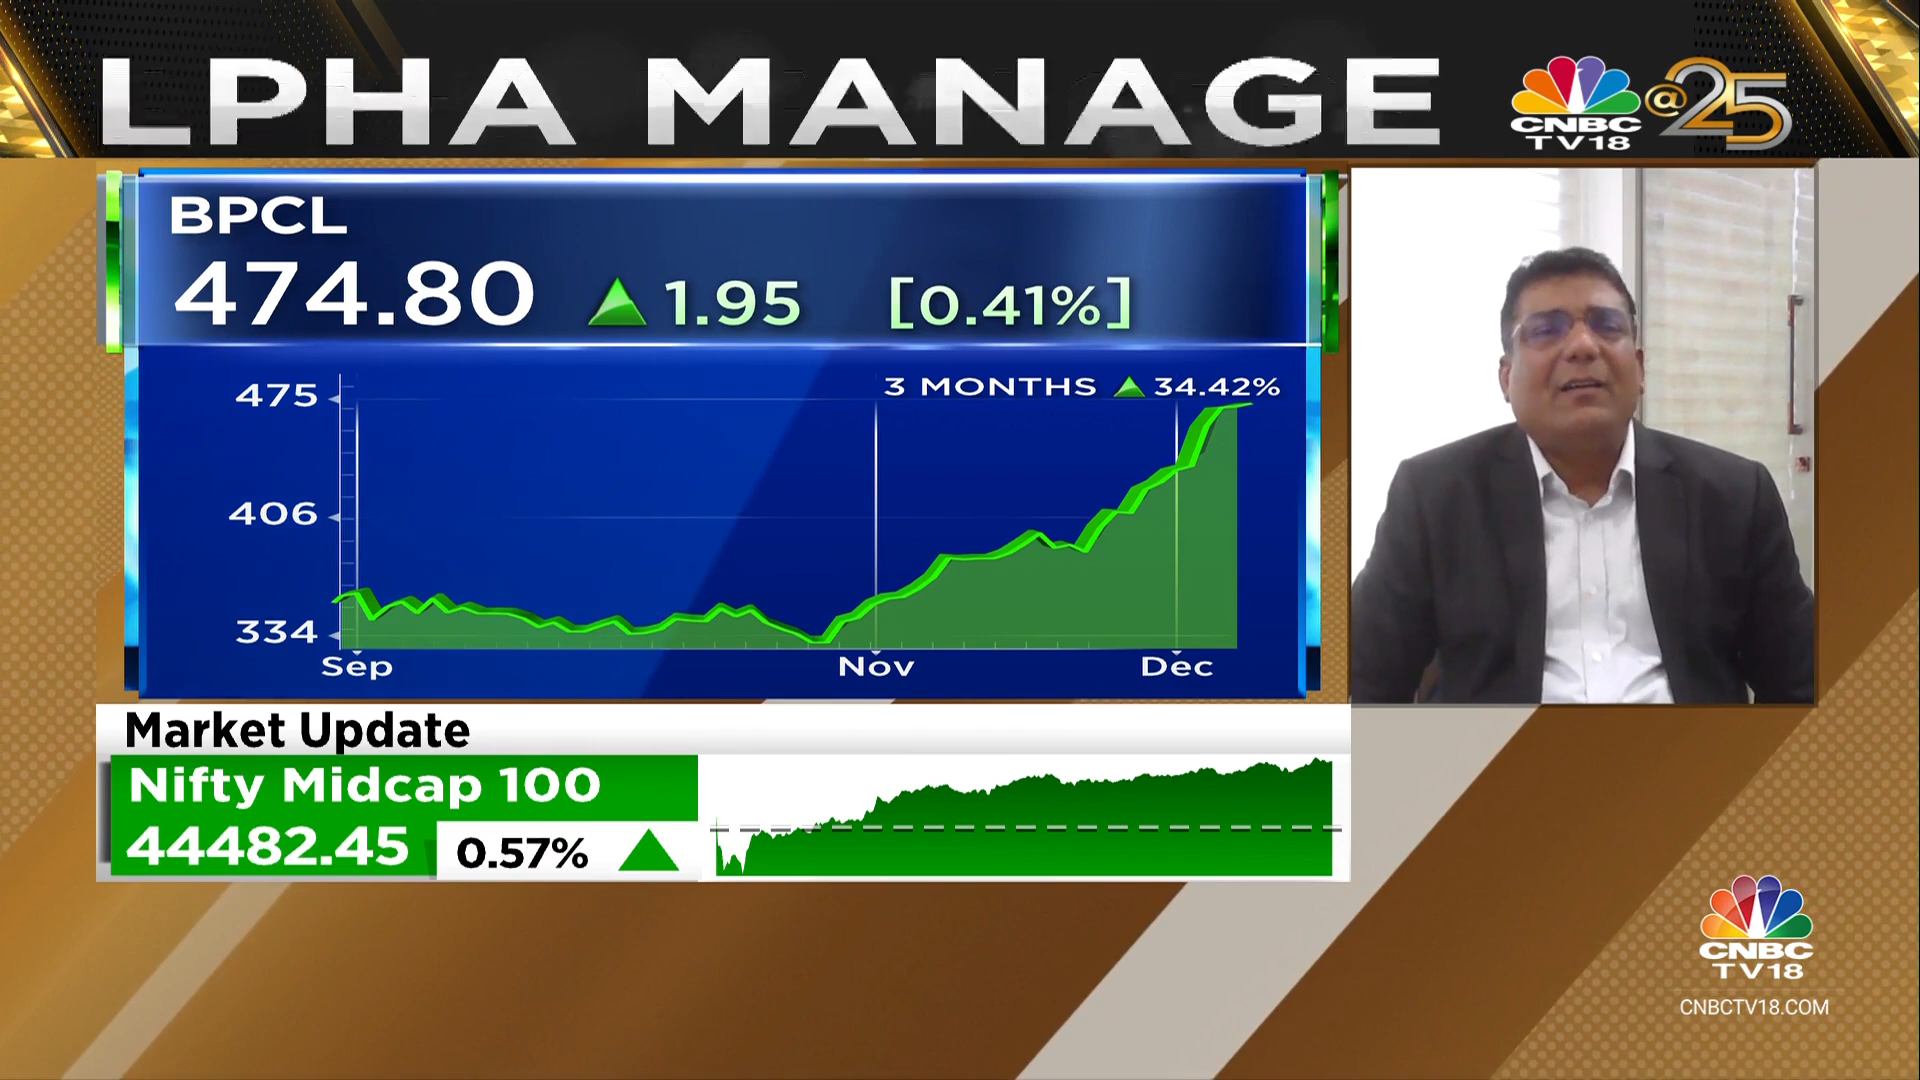 LPHA MANAGE
CNBC
TV18
@25
BPCL
474.80 ▲ 1.95 [0.41%]
3 MONTHS ▲ 34.42%
475
406
334
Sep Nov Dec
Market Update
Nifty Midcap 100
44482.45 0.57% ▲
CNBC
TV18
CNBCTV18.COM